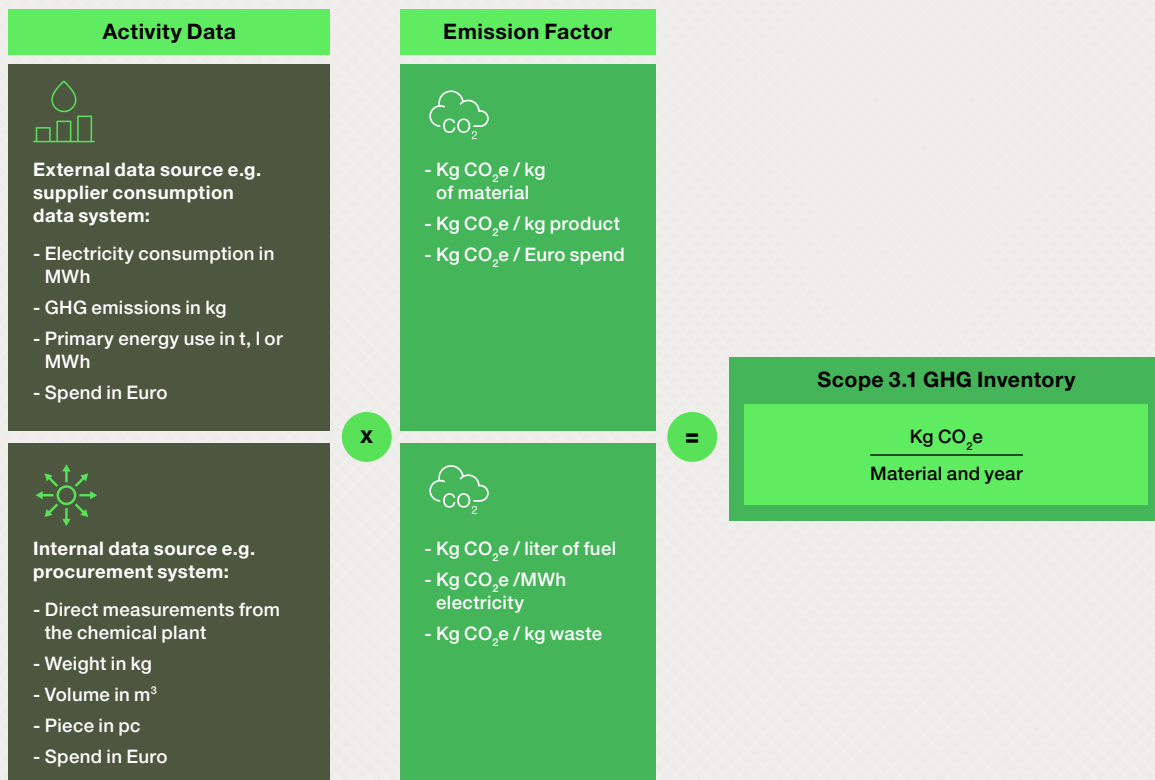 Activity Data
External data source e.g.
supplier consumption
data system:
- Electricity consumption in
MWh
- GHG emissions in kg
- Primary energy use in t, l or
MWh
- Spend in Euro
Internal data source e.g.
procurement system:
- Direct measurements from
the chemical plant
- Weight in kg
- Volume in m³
- Piece in pc
- Spend in Euro
x
Emission Factor
CO₂
- Kg CO₂e / kg
of material
- Kg CO₂e / kg product
- Kg CO₂e / Euro spend
CO₂
- Kg CO₂e / liter of fuel
- Kg CO₂e /MWh
electricity
- Kg CO₂e / kg waste
=
Scope 3.1 GHG Inventory
Kg CO₂e
Material and year